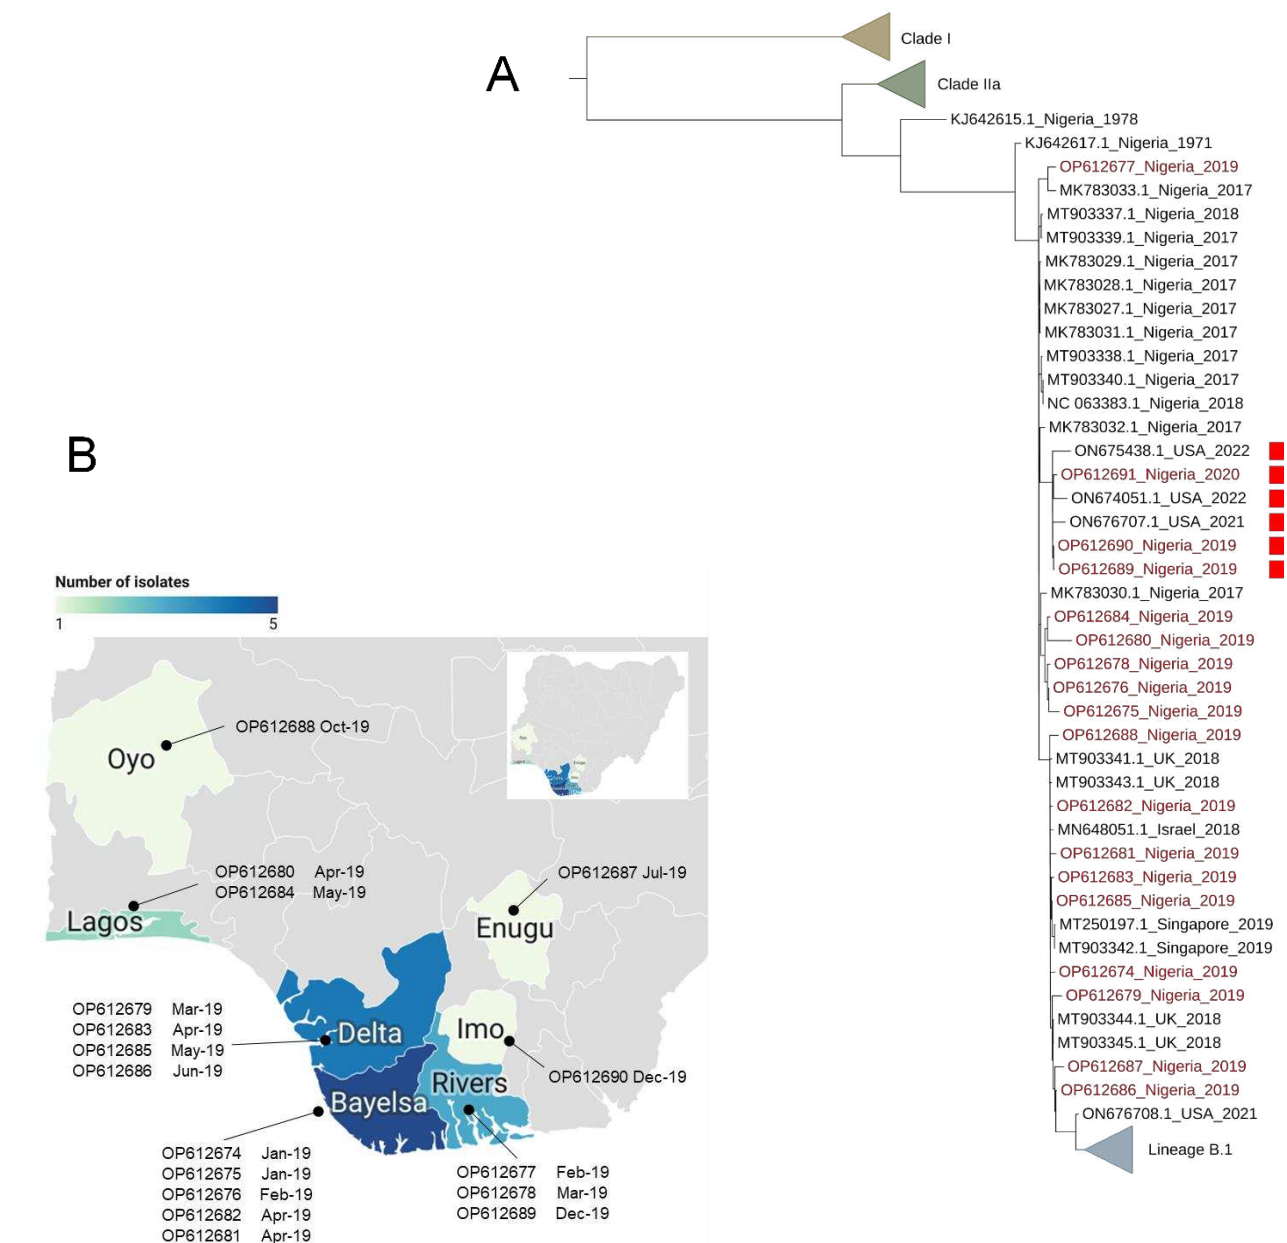 A
Clade I
Clade IIa
KJ642615.1_Nigeria_1978
KJ642617.1_Nigeria_1971
OP612677_Nigeria_2019
MK783033.1_Nigeria_2017
MT903337.1_Nigeria_2018
MT903339.1_Nigeria_2017
MK783029.1_Nigeria_2017
MK783028.1_Nigeria_2017
MK783027.1_Nigeria_2017
MK783031.1_Nigeria_2017
MT903338.1_Nigeria_2017
MT903340.1_Nigeria_2017
NC 063383.1_Nigeria_2018
MK783032.1_Nigeria_2017
ON675438.1_USA_2022
OP612691_Nigeria_2020
ON674051.1_USA_2022
ON676707.1_USA_2021
OP612690_Nigeria_2019
OP612689_Nigeria_2019
MK783030.1_Nigeria_2017
OP612684_Nigeria_2019
OP612680_Nigeria_2019
OP612678_Nigeria_2019
OP612676_Nigeria_2019
OP612675_Nigeria_2019
OP612688_Nigeria_2019
MT903341.1_UK_2018
MT903343.1_UK_2018
OP612682_Nigeria_2019
MN648051.1_Israel_2018
OP612681_Nigeria_2019
OP612683_Nigeria_2019
OP612685_Nigeria_2019
MT250197.1_Singapore_2019
MT903342.1_Singapore_2019
OP612674_Nigeria_2019
OP612679_Nigeria_2019
MT903344.1_UK_2018
MT903345.1_UK_2018
OP612687_Nigeria_2019
OP612686_Nigeria_2019
ON676708.1_USA_2021
Lineage B.1
B
Number of isolates
1 5
Oyo
OP612688 Oct-19
Oyo
Lagos
Enugu
Imo
OP612680 Apr-19
OP612684 May-19
Lagos
OP612687 Jul-19
Enugu
OP612679 Mar-19
OP612683 Apr-19
OP612685 May-19
OP612686 Jun-19
Delta
Imo
OP612690 Dec-19
Rivers
Bayelsa
OP612674 Jan-19
OP612675 Jan-19
OP612676 Feb-19
OP612682 Apr-19
OP612681 Apr-19
OP612677 Feb-19
OP612678 Mar-19
OP612689 Dec-19